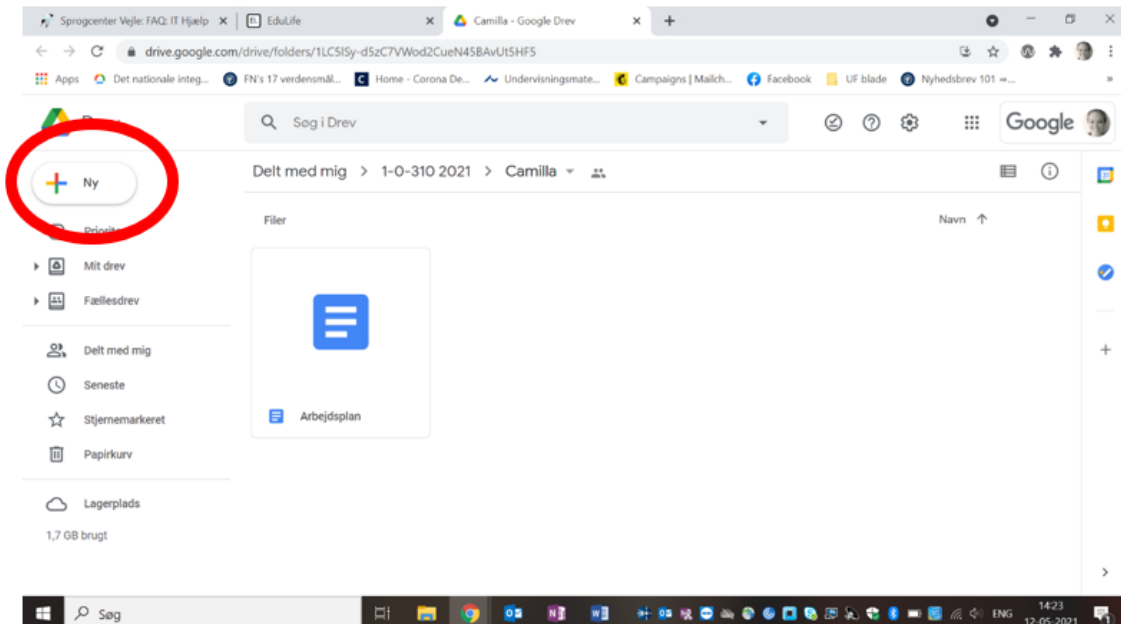 Sprogcenter Vejle: FAQ: IT Hjælp
EduLife
Camilla - Google Drev
drive.google.com/drive/folders/1LC5ISy-d5zC7VWod2CueN45BAvUt5HF5
Apps
Det nationale integ...
FN's 17 verdensmål...
Home - Corona De...
Undervisningsmate...
Campaigns | Mailch...
Facebook
UF blade
Nyhedsbrev 101 =...
Søg i Drev
Google
Ny
Delt med mig > 1-0-310 2021 > Camilla
Filer
Navn
Mit drev
Fællesdrev
Delt med mig
Seneste
Stjernemarkeret
Papirkurv
Arbejdsplan
Lagerplads
1,7 GB brugt
Søg
ENG
14:23
12-05-2021